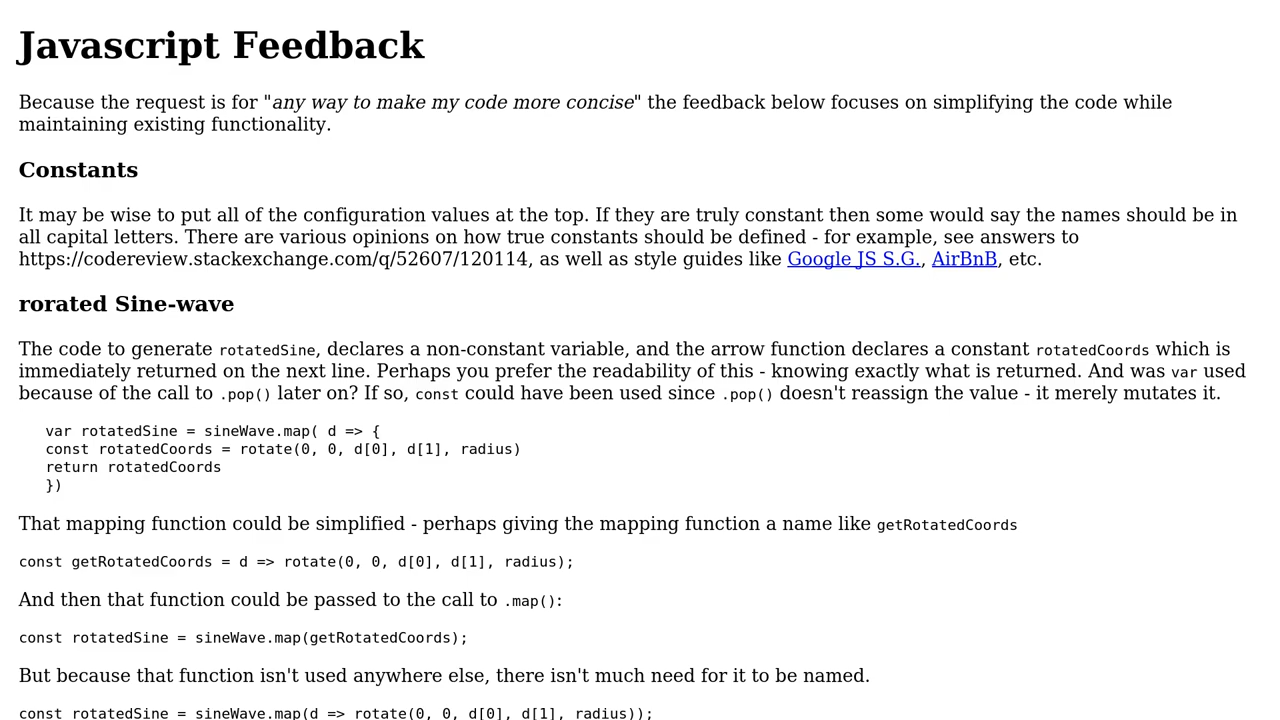 Javascript Feedback
Because the request is for "any way to make my code more concise" the feedback below focuses on simplifying the code while
maintaining existing functionality.
Constants
It may be wise to put all of the configuration values at the top. If they are truly constant then some would say the names should be in
all capital letters. There are various opinions on how true constants should be defined - for example, see answers to
https://codereview.stackexchange.com/q/52607/120114, as well as style guides like Google JS S.G., AirBnB, etc.
rorated Sine-wave
The code to generate rotatedSine, declares a non-constant variable, and the arrow function declares a constant rotatedCoords which is
immediately returned on the next line. Perhaps you prefer the readability of this - knowing exactly what is returned. And was var used
because of the call to .pop() later on? If so, const could have been used since .pop() doesn't reassign the value - it merely mutates it.
var rotatedSine = sineWave.map( d => {
const rotatedCoords = rotate(0, 0, d[0], d[1], radius)
return rotatedCoords
})
That mapping function could be simplified - perhaps giving the mapping function a name like getRotatedCoords
const getRotatedCoords = d => rotate(0, 0, d[0], d[1], radius);
And then that function could be passed to the call to .map():
const rotatedSine = sineWave.map(getRotatedCoords);
But because that function isn't used anywhere else, there isn't much need for it to be named.
const rotatedSine = sineWave.map(d => rotate(0, 0, d[0], d[1], radius));